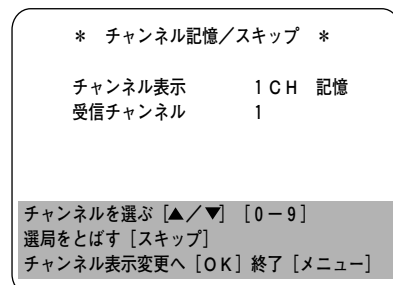 ＊ チャンネル記憶／スキップ ＊
チャンネル表示 １ＣＨ 記憶
受信チャンネル １
チャンネルを選ぶ［▲／▼］［０－９］
選局をとばす［スキップ］
チャンネル表示変更へ［ＯＫ］終了［メニュー］